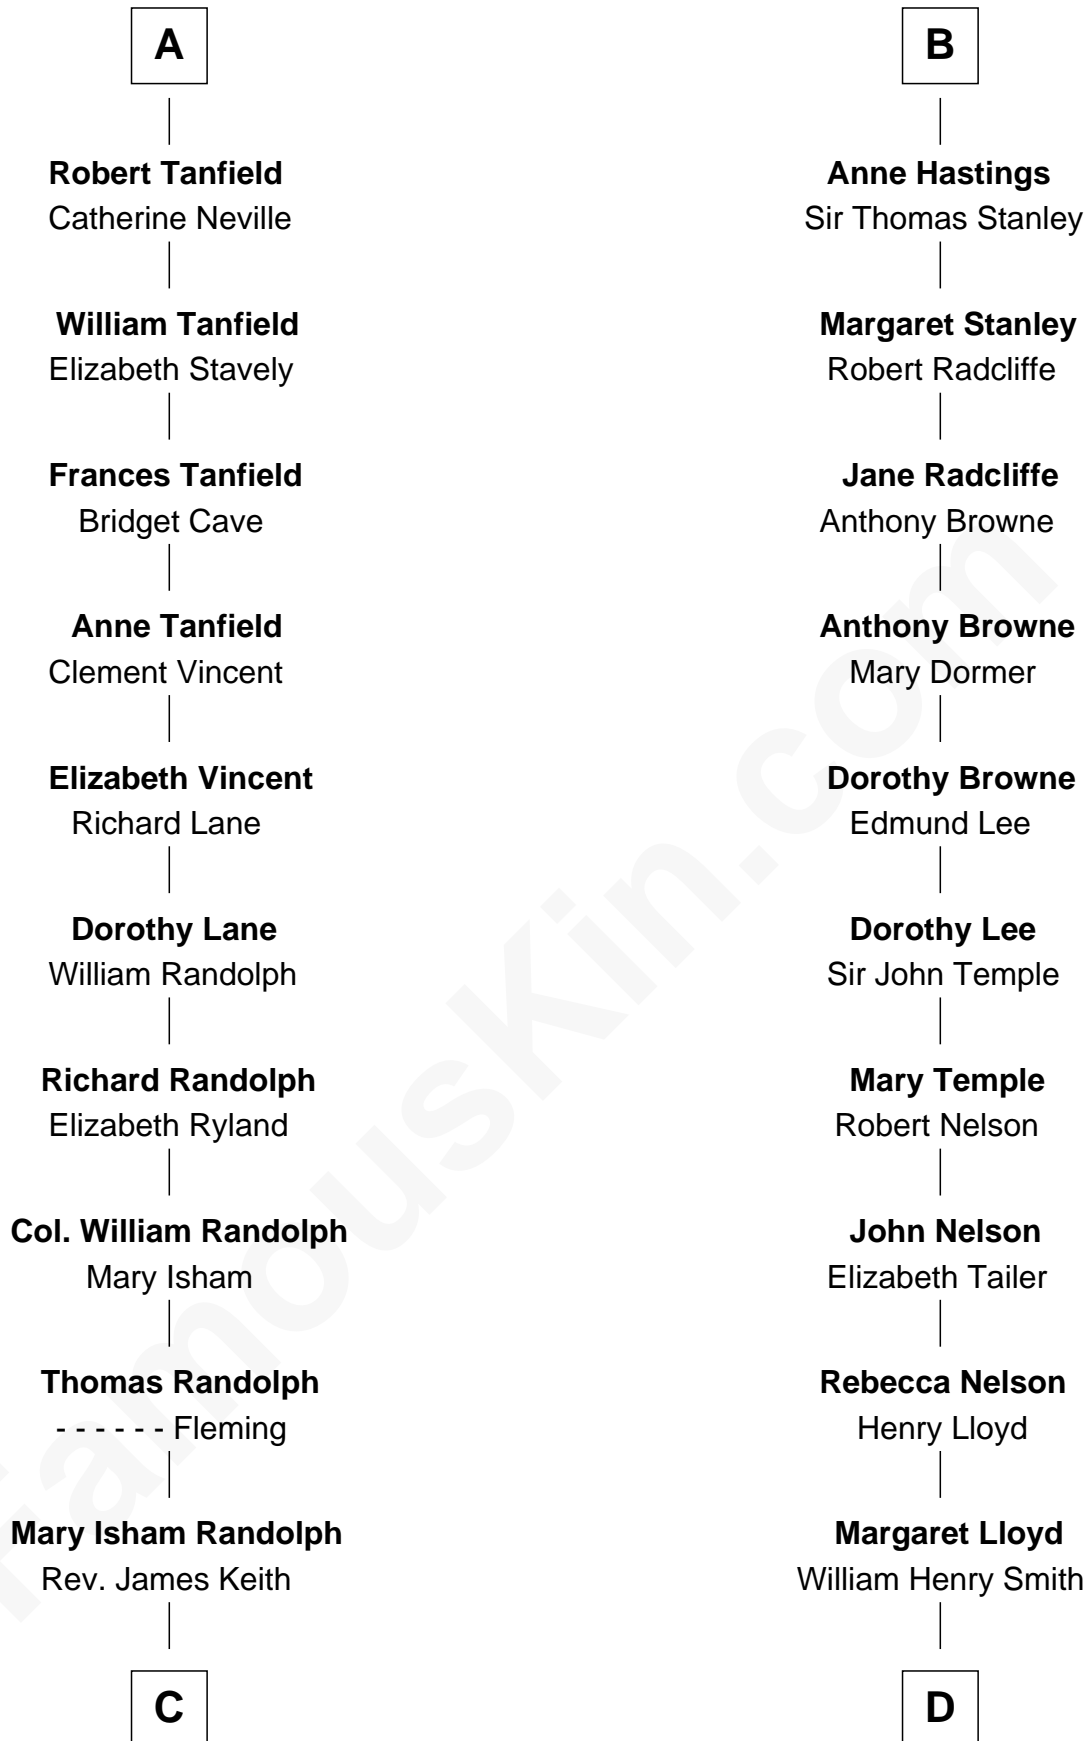 A
Robert Tanfield
Catherine Neville
William Tanfield
Elizabeth Stavely
Frances Tanfield
Bridget Cave
Anne Tanfield
Clement Vincent
Elizabeth Vincent
Richard Lane
Dorothy Lane
William Randolph
Richard Randolph
Elizabeth Ryland
Col. William Randolph
Mary Isham
Thomas Randolph
- - - - - - Fleming
Mary Isham Randolph
Rev. James Keith
C
B
Anne Hastings
Sir Thomas Stanley
Margaret Stanley
Robert Radcliffe
Jane Radcliffe
Anthony Browne
Anthony Browne
Mary Dormer
Dorothy Browne
Edmund Lee
Dorothy Lee
Sir John Temple
Mary Temple
Robert Nelson
John Nelson
Elizabeth Tailer
Rebecca Nelson
Henry Lloyd
Margaret Lloyd
William Henry Smith
D
FamousKin.com